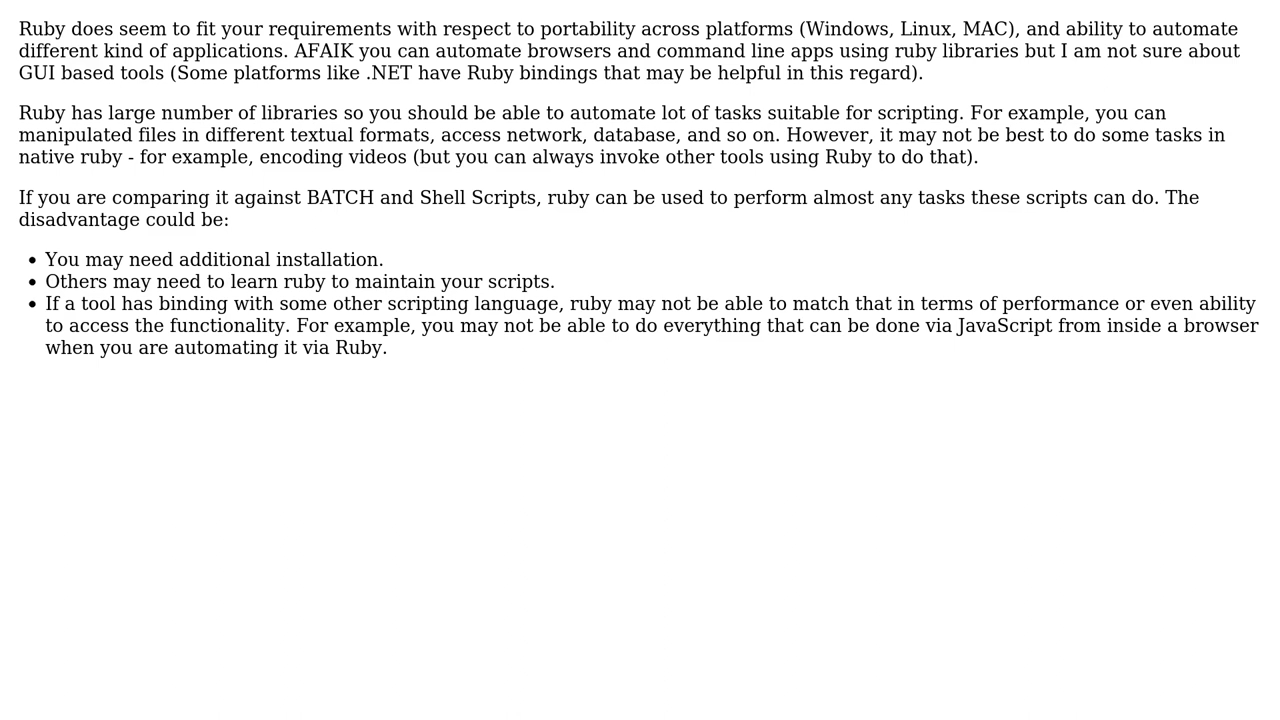 Ruby does seem to fit your requirements with respect to portability across platforms (Windows, Linux, MAC), and ability to automate
different kind of applications. AFAIK you can automate browsers and command line apps using ruby libraries but I am not sure about
GUI based tools (Some platforms like .NET have Ruby bindings that may be helpful in this regard).
Ruby has large number of libraries so you should be able to automate lot of tasks suitable for scripting. For example, you can
manipulated files in different textual formats, access network, database, and so on. However, it may not be best to do some tasks in
native ruby - for example, encoding videos (but you can always invoke other tools using Ruby to do that).
If you are comparing it against BATCH and Shell Scripts, ruby can be used to perform almost any tasks these scripts can do. The
disadvantage could be:
• You may need additional installation.
• Others may need to learn ruby to maintain your scripts.
• If a tool has binding with some other scripting language, ruby may not be able to match that in terms of performance or even ability
to access the functionality. For example, you may not be able to do everything that can be done via JavaScript from inside a browser
when you are automating it via Ruby.